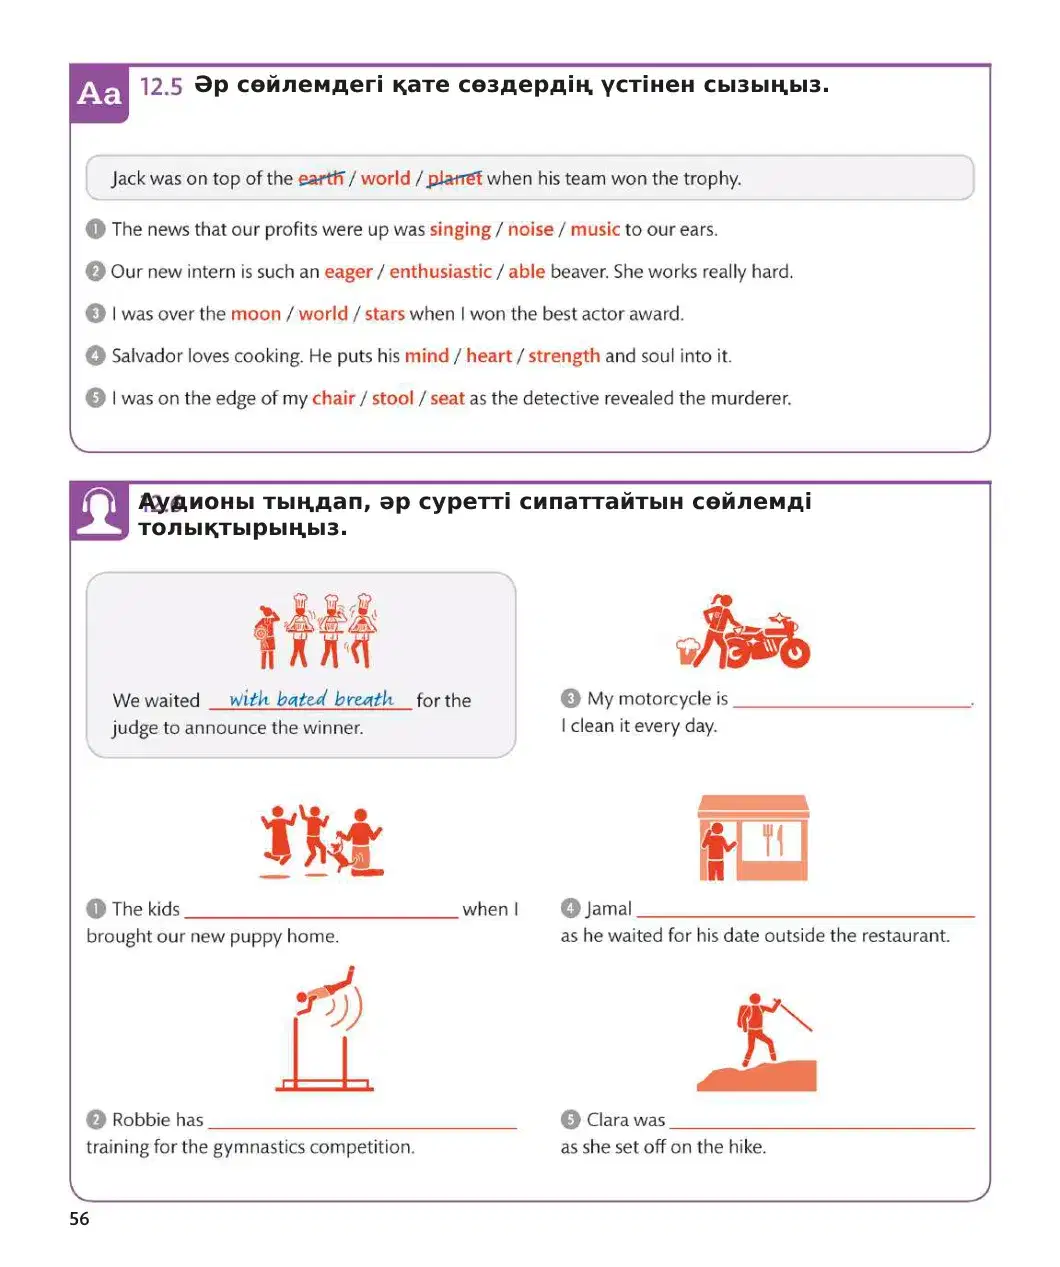 Aa 12.5 Әр сөйлемдегі қате сөздердің үстінен сызыңыз.
Jack was on top of the earth / world / planet when his team won the trophy.
1 The news that our profits were up was singing / noise / music to our ears.
2 Our new intern is such an eager / enthusiastic / able beaver. She works really hard.
3 I was over the moon / world / stars when I won the best actor award.
4 Salvador loves cooking. He puts his mind / heart / strength and soul into it.
5 I was on the edge of my chair / stool / seat as the detective revealed the murderer.
12.6 Аудионы тыңдап, әр суретті сипаттайтын сөйлемді
толықтырыңыз.
We waited with bated breath for the
judge to announce the winner.
1 The kids when I
brought our new puppy home.
2 Robbie has
training for the gymnastics competition.
3 My motorcycle is .
I clean it every day.
4 Jamal
as he waited for his date outside the restaurant.
5 Clara was
as she set off on the hike.
56